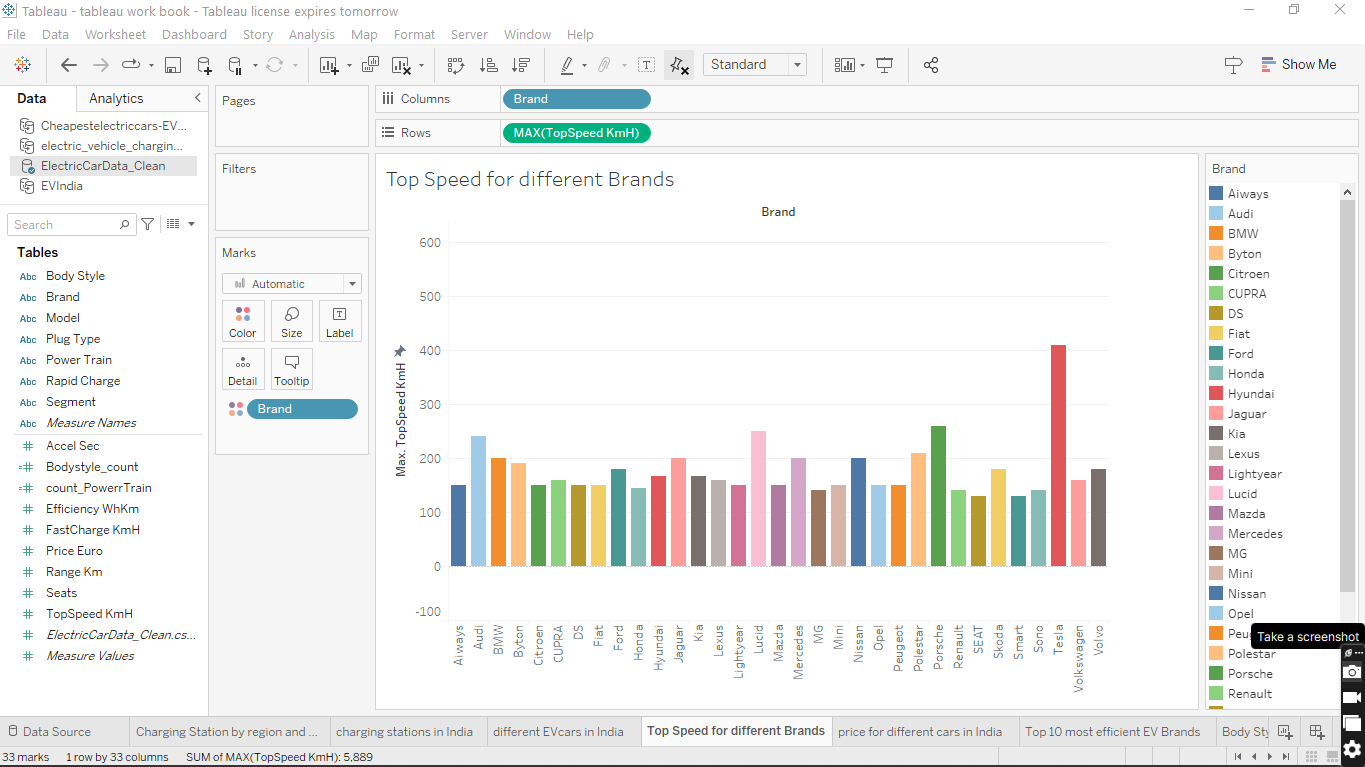 Tableau - tableau work book - Tableau license expires tomorrow
File Data Worksheet Dashboard Story Analysis Map Format Server Window Help
Standard
Show Me
Data Analytics
Cheapestelectriccars-EV...
electric_vehicle_chargin...
ElectricCarData_Clean
EVIndia
Search
Tables
Abc Body Style
Abc Brand
Abc Model
Abc Plug Type
Abc Power Train
Abc Rapid Charge
Abc Segment
Abc Measure Names
Accel Sec
Bodystyle_count
count_PowerrTrain
Efficiency WhKm
FastCharge KmH
Price Euro
Range Km
Seats
TopSpeed KmH
ElectricCarData_Clean.cs...
Measure Values
Pages
Filters
Marks
Automatic
Color Size Label
Detail Tooltip
Brand
Columns Brand
Rows MAX(TopSpeed KmH)
Top Speed for different Brands
Brand
Max. TopSpeed KmH
600
500
400
300
200
100
0
-100
Aiways
Audi
BMW
Byton
Citroen
CUPRA
DS
Fiat
Ford
Honda
Hyundai
Jaguar
Kia
Lexus
Lightyear
Lucid
Mazda
Mercedes
MG
Mini
Nissan
Opel
Peugeot
Polestar
Porsche
Renault
SEAT
Skoda
Smart
Sono
Tesla
Volkswagen
Volvo
Brand
Aiways
Audi
BMW
Byton
Citroen
CUPRA
DS
Fiat
Ford
Honda
Hyundai
Jaguar
Kia
Lexus
Lightyear
Lucid
Mazda
Mercedes
MG
Mini
Nissan
Opel
Peug
Take a screenshot
Polestar
Porsche
Renault
Data Source Charging Station by region and ... charging stations in India different EVcars in India Top Speed for different Brands price for different cars in India Top 10 most efficient EV Brands Body Sty
33 marks 1 row by 33 columns SUM of MAX(TopSpeed KmH): 5,889